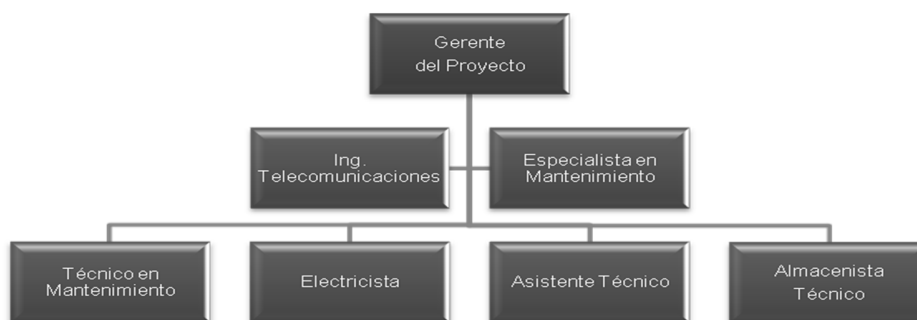 Gerente
del Proyecto
Ing.
Telecomunicaciones
Especialista en
Mantenimiento
Técnico en
Mantenimiento
Electricista
Asistente Técnico
Almacenista
Técnico